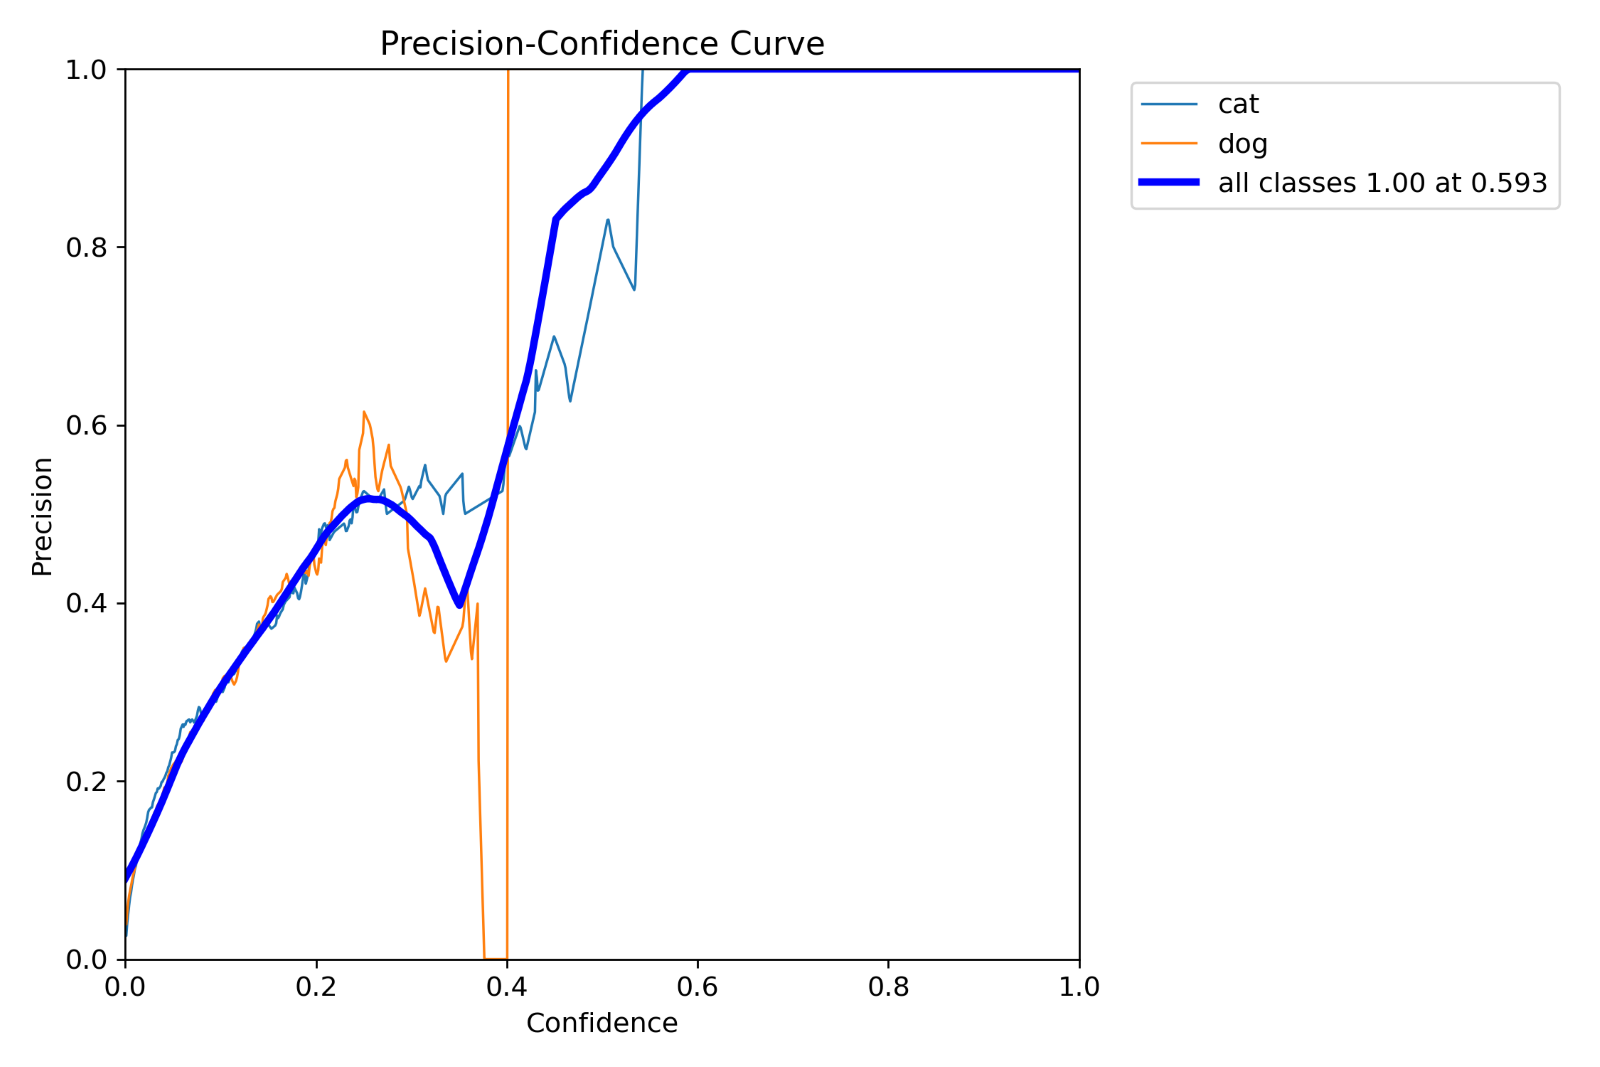 Precision-Confidence Curve
1.0
0.8
0.6
0.4
0.2
0.0
Precision
0.0 0.2 0.4 0.6 0.8 1.0
Confidence
cat
dog
all classes 1.00 at 0.593